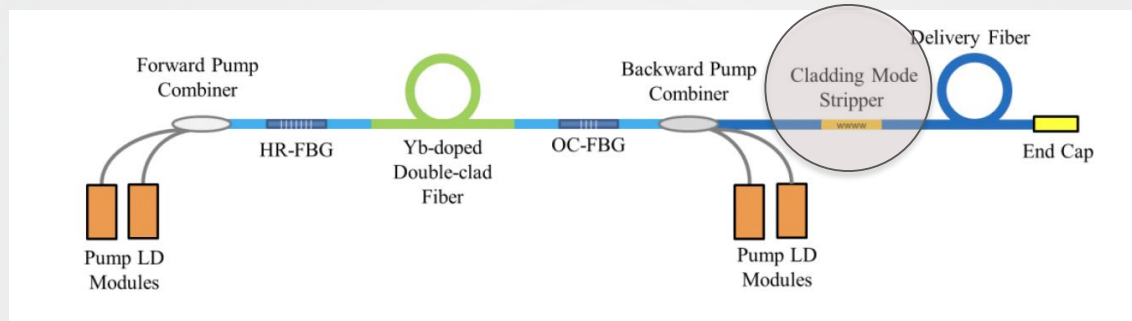 Forward Pump
Combiner
HR-FBG
Yb-doped
Double-clad
Fiber
OC-FBG
Backward Pump
Combiner
Cladding Mode
Stripper
wwww
Delivery Fiber
End Cap
Pump LD
Modules
Pump LD
Modules